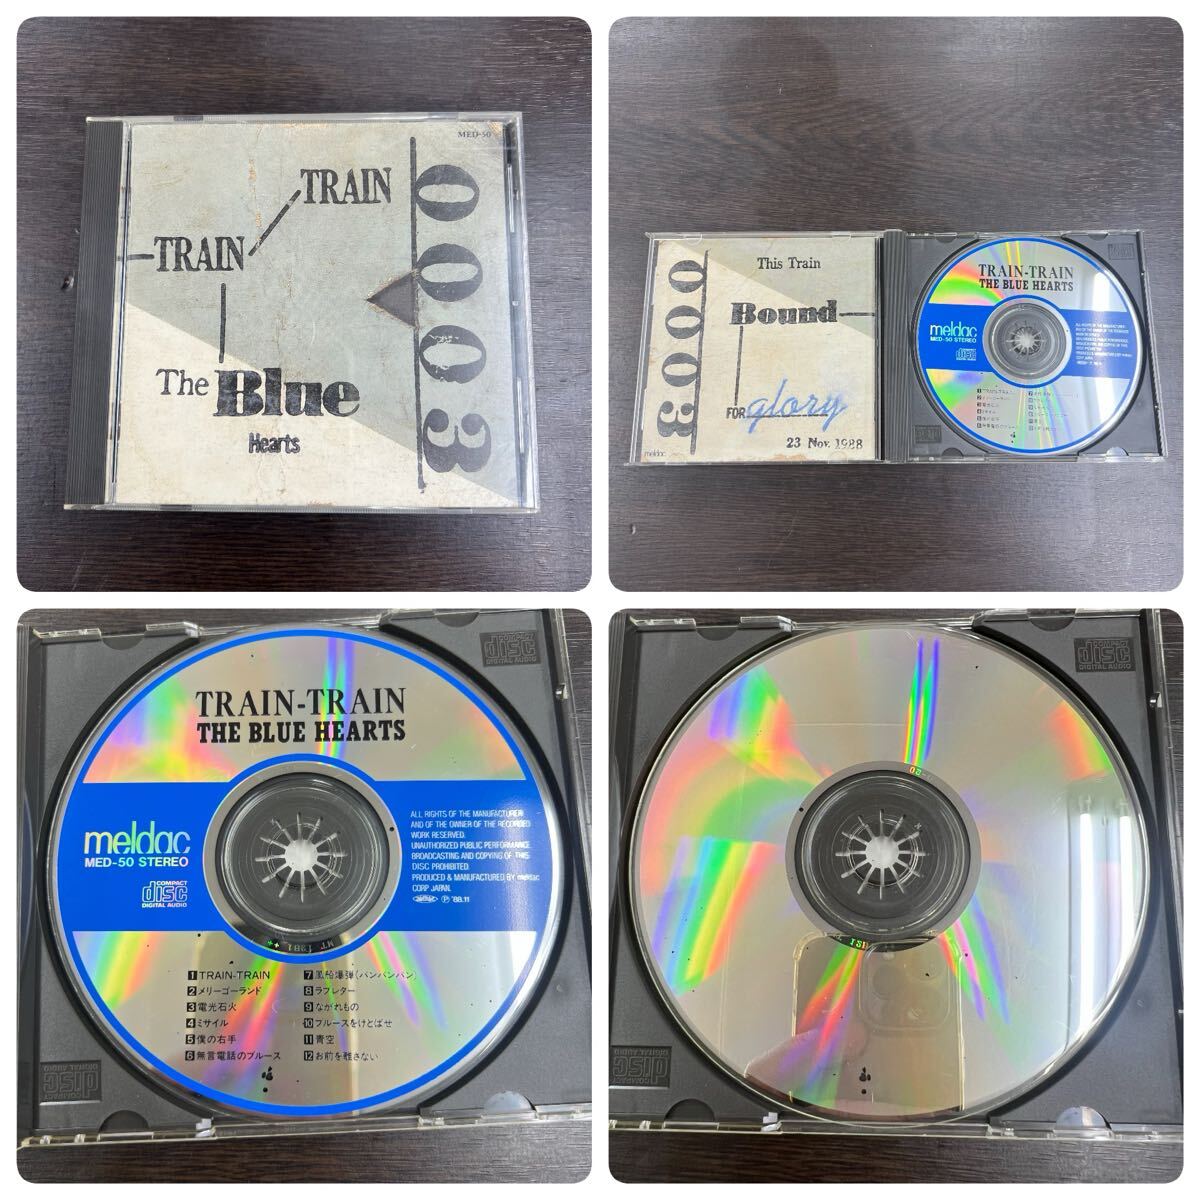 MED-50
TRAIN
TRAIN
The Blue
Hearts
0003
This Train
Bound
FOR glory
23 Nov. 1988
0003
meldac
TRAIN-TRAIN
THE BLUE HEARTS
meldac
MED-50 STEREO
TRAIN-TRAIN
THE BLUE HEARTS
meldac
MED-50 STEREO
COMPACT
disc
DIGITAL AUDIO
ALL RIGHTS OF THE MANUFACTURER
AND OF THE OWNER OF THE RECORDED
WORK RESERVED.
UNAUTHORIZED PUBLIC PERFORMANCE
BROADCASTING AND COPYING OF THIS
DISC PROHIBITED.
PRODUCED & MANUFACTURED BY meldac
CORP JAPAN.
Ⓟ '88.11
1 TRAIN-TRAIN
2 メリーゴーランド
3 電光石火
4 ミサイル
5 僕の右手
6 無言電話のブルース
7 風船爆弾(バンバンバン)
8 ラブレター
9 ながれもの
10 ブルースをけとばせ
11 青空
12 お前を離さない
COMPACT
disc
DIGITAL AUDIO
COMPACT
disc
DIGITAL AUDIO